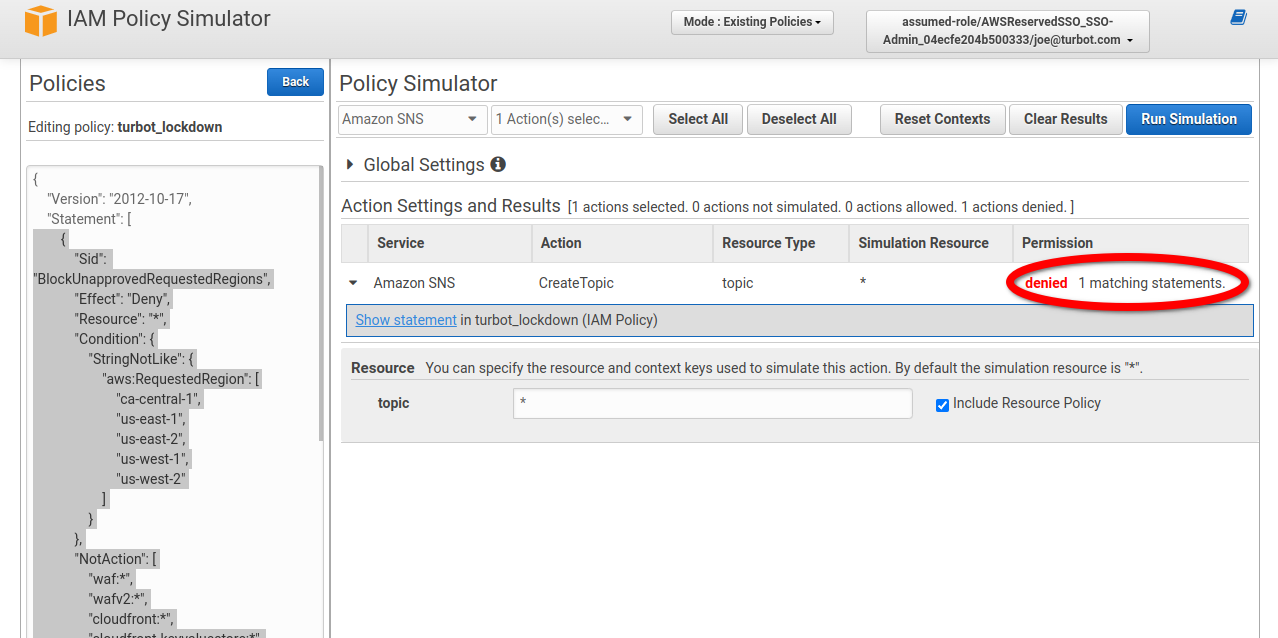 IAM Policy Simulator
Mode : Existing Policies
assumed-role/AWSReservedSSO_SSO-
Admin_04ecfe204b500333/joe@turbot.com
Policies
Back
Editing policy: turbot_lockdown
{
"Version": "2012-10-17",
"Statement": [
{
"Sid":
"BlockUnapprovedRequestedRegions",
"Effect": "Deny",
"Resource": "*",
"Condition": {
"StringNotLike": {
"aws:RequestedRegion": [
"ca-central-1",
"us-east-1",
"us-east-2",
"us-west-1",
"us-west-2"
]
}
},
"NotAction": [
"waf:*",
"wafv2:*",
"cloudfront:*",
"cloudfront-keyvaluestore:*",
Policy Simulator
Amazon SNS
1 Action(s) selec...
Select All
Deselect All
Reset Contexts
Clear Results
Run Simulation
Global Settings
Action Settings and Results [1 actions selected. 0 actions not simulated. 0 actions allowed. 1 actions denied. ]
Service Action Resource Type Simulation Resource Permission
Amazon SNS CreateTopic topic * denied 1 matching statements.
Show statement in turbot_lockdown (IAM Policy)
Resource You can specify the resource and context keys used to simulate this action. By default the simulation resource is "*".
topic * Include Resource Policy